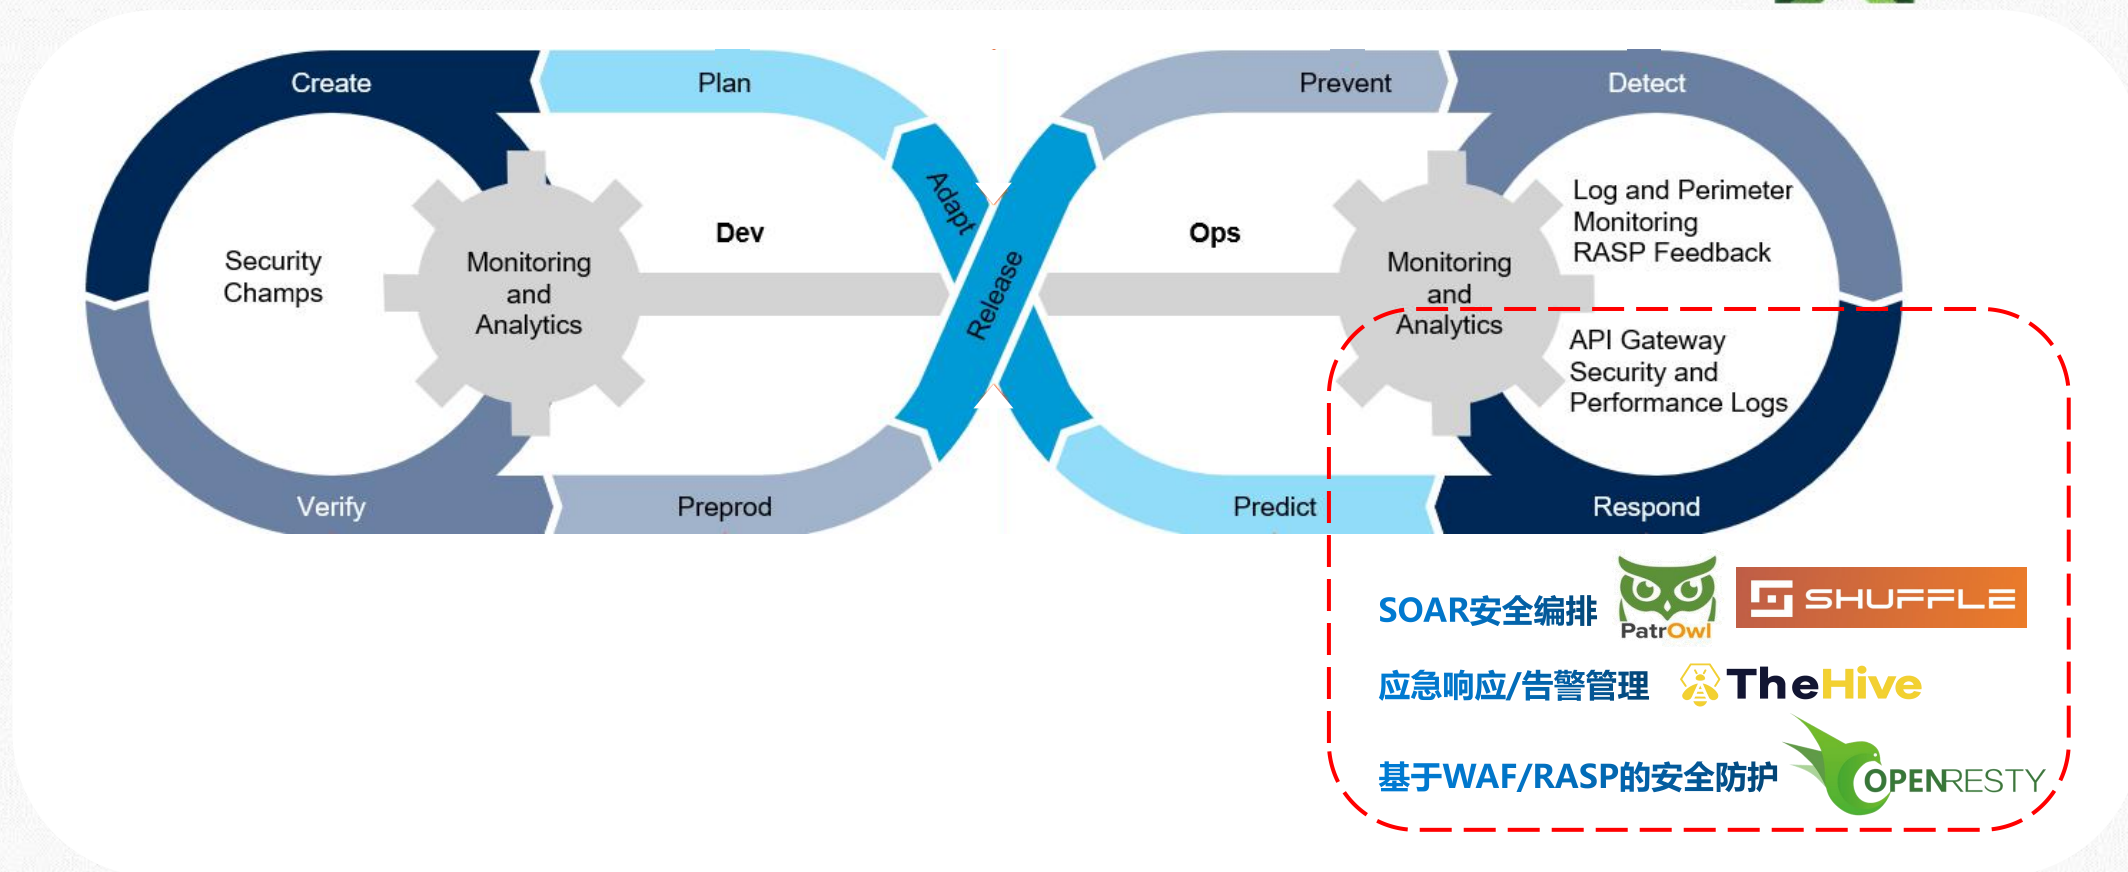 Create
Plan
Prevent
Detect
Adapt
Release
Dev
Ops
Security
Champs
Monitoring
and
Analytics
Monitoring
and
Analytics
Log and Perimeter
Monitoring
RASP Feedback
API Gateway
Security and
Performance Logs
Verify
Preprod
Predict
Respond
SOAR安全编排
PatrOwl
SHUFFLE
应急响应/告警管理
TheHive
基于WAF/RASP的安全防护
OPENRESTY